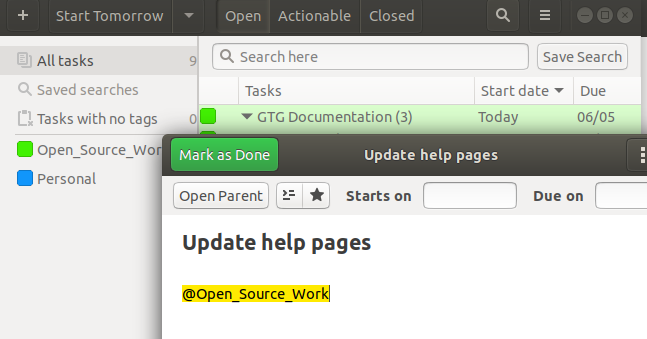 Start Tomorrow Open Actionable Closed
All tasks 9 Search here Save Search
Saved searches Tasks Start date Due
Tasks with no tags 0 GTG Documentation (3) Today 06/05
Open_Source_Wor
Personal
Mark as Done Update help pages
Open Parent Starts on Due on
Update help pages
@Open_Source_Work